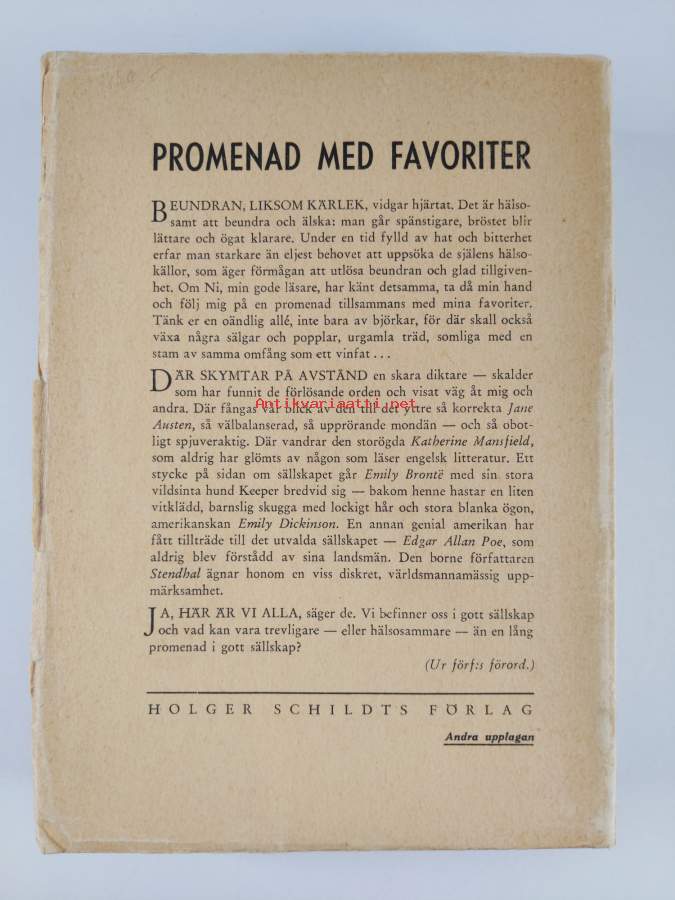 PROMENAD MED FAVORITER
BEUNDRAN, LIKSOM KÄRLEK, vidgar hjärtat. Det är hälso-
samt att beundra och älska: man går spänstigare, bröstet blir
lättare och ögat klarare. Under en tid fylld av hat och bitterhet
erfar man starkare än eljest behovet att uppsöka de själens hälso-
källor, som äger förmågan att utlösa beundran och glad tillgiven-
het. Om Ni, min gode läsare, har känt detsamma, ta då min hand
och följ mig på en promenad tillsammans med mina favoriter.
Tänk er en oändlig allé, inte bara av björkar, för där skall också
växa några sälgar och popplar, urgamla träd, somliga med en
stam av samma omfång som ett vinfat ...
DÄR SKYMTAR PÅ AVSTÅND en skara diktare — skalder
som har funnit de förlösande orden och visat väg åt mig och
andra. Där fångas vår blick av den till det yttre så korrekta Jane
Antikvariaatti.net
Austen, så välbalanserad, så upprörande mondän — och så obot-
ligt spjuveraktig. Där vandrar den storögda Katherine Mansfield,
som aldrig har glömts av någon som läser engelsk litteratur. Ett
stycke på sidan om sällskapet går Emily Brontë med sin stora
vildsinta hund Keeper bredvid sig — bakom henne hastar en liten
vitklädd, barnslig skugga med lockigt hår och stora blanka ögon,
amerikanskan Emily Dickinson. En annan genial amerikan har
fått tillträde till det utvalda sällskapet — Edgar Allan Poe, som
aldrig blev förstådd av sina landsmän. Den borne författaren
Stendhal ägnar honom en viss diskret, världsmannamässig upp-
märksamhet.
JA, HÄR ÄR VI ALLA, säger de. Vi befinner oss i gott sällskap
och vad kan vara trevligare — eller hälsosammare — än en lång
promenad i gott sällskap?
(Ur förf:s förord.)
HOLGER SCHILDTS FÖRLAG
Andra upplagan